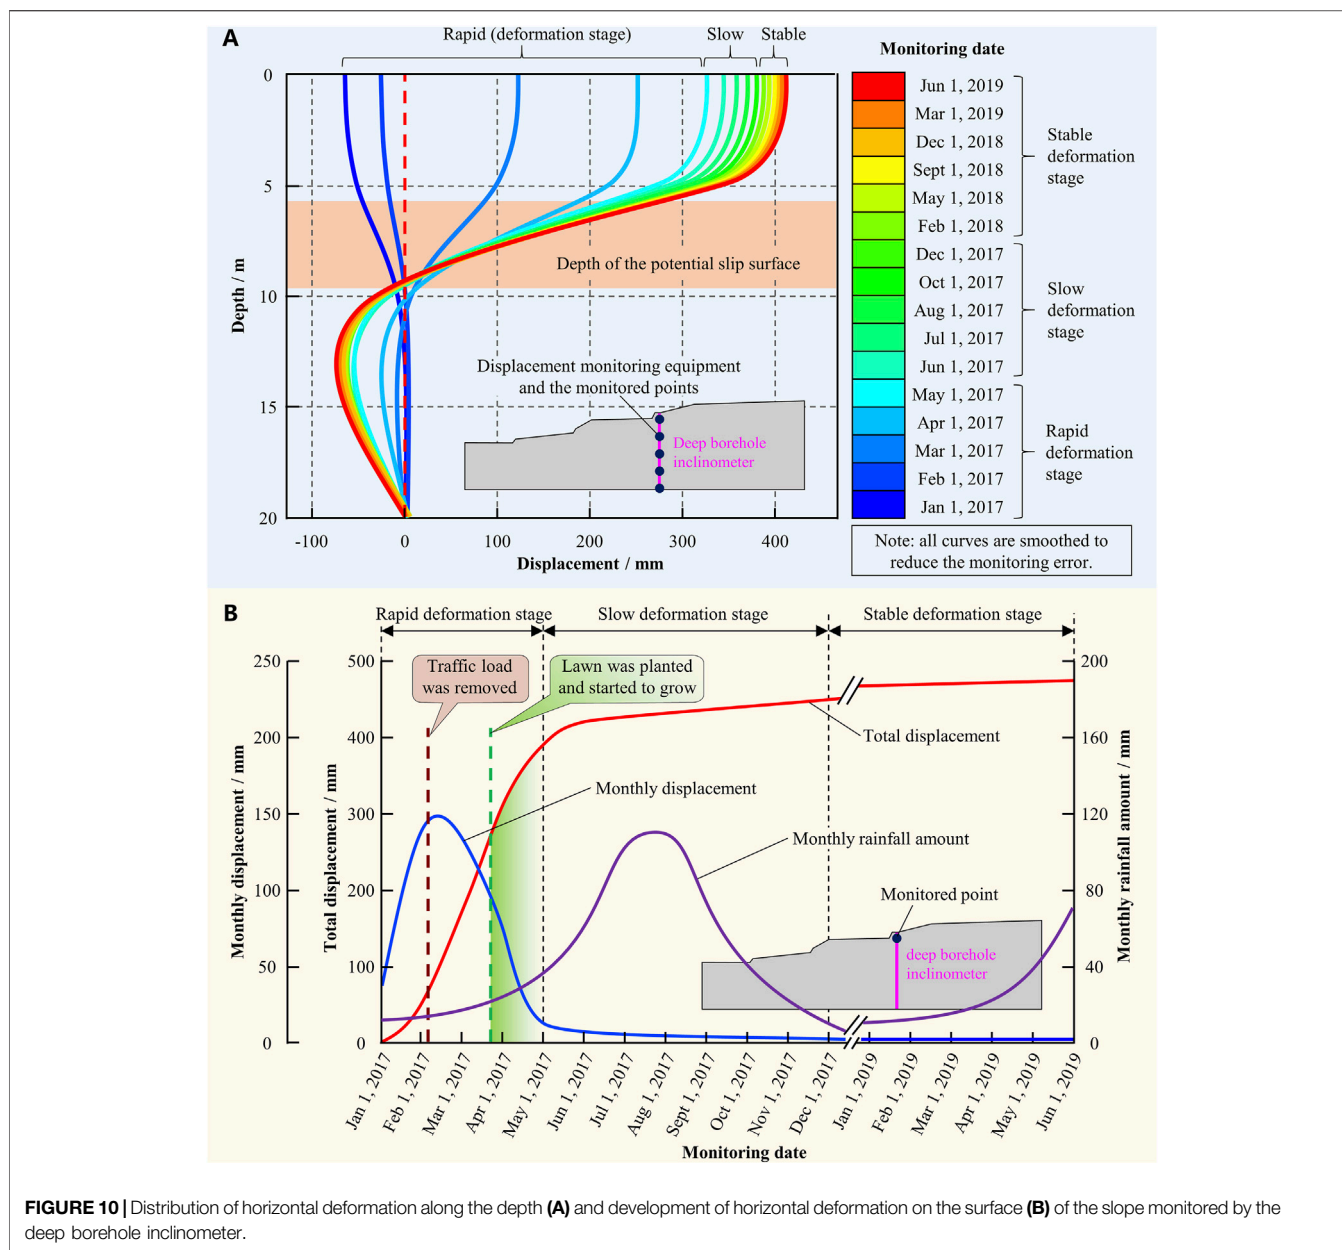 A
Rapid (deformation stage)
Slow
Stable
Monitoring date
0
5
10
15
20
Depth / m
-100
0
100
200
300
400
Displacement / mm
Depth of the potential slip surface
Displacement monitoring equipment
and the monitored points
Deep borehole
inclinometer
Jun 1, 2019
Mar 1, 2019
Dec 1, 2018
Sept 1, 2018
May 1, 2018
Feb 1, 2018
Dec 1, 2017
Oct 1, 2017
Aug 1, 2017
Jul 1, 2017
Jun 1, 2017
May 1, 2017
Apr 1, 2017
Mar 1, 2017
Feb 1, 2017
Jan 1, 2017
Stable
deformation
stage
Slow
deformation
stage
Rapid
deformation
stage
Note: all curves are smoothed to
reduce the monitoring error.
B
Rapid deformation stage
Slow deformation stage
Stable deformation stage
250
200
150
100
50
0
Monthly displacement / mm
500
400
300
200
100
0
Total displacement / mm
Traffic load
was removed
Lawn was planted
and started to grow
Total displacement
Monthly displacement
Monthly rainfall amount
Monitored point
deep borehole
inclinometer
200
160
120
80
40
0
Monthly rainfall amount / mm
Jan 1, 2017
Feb 1, 2017
Mar 1, 2017
Apr 1, 2017
May 1, 2017
Jun 1, 2017
Jul 1, 2017
Aug 1, 2017
Sept 1, 2017
Oct 1, 2017
Nov 1, 2017
Dec 1, 2017
Jan 1, 2019
Feb 1, 2019
Mar 1, 2019
Apr 1, 2019
May 1, 2019
Jun 1, 2019
Monitoring date
FIGURE 10 | Distribution of horizontal deformation along the depth (A) and development of horizontal deformation on the surface (B) of the slope monitored by the
deep borehole inclinometer.